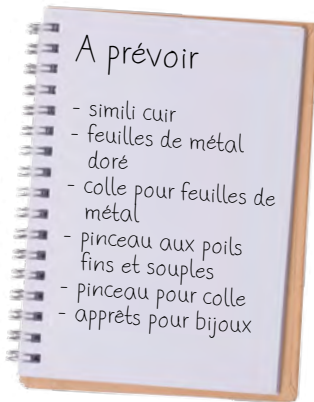 A prévoir
- simili cuir
- feuilles de métal
doré
- colle pour feuilles de
métal
- pinceau aux poils
fins et souples
- pinceau pour colle
- apprêts pour bijoux